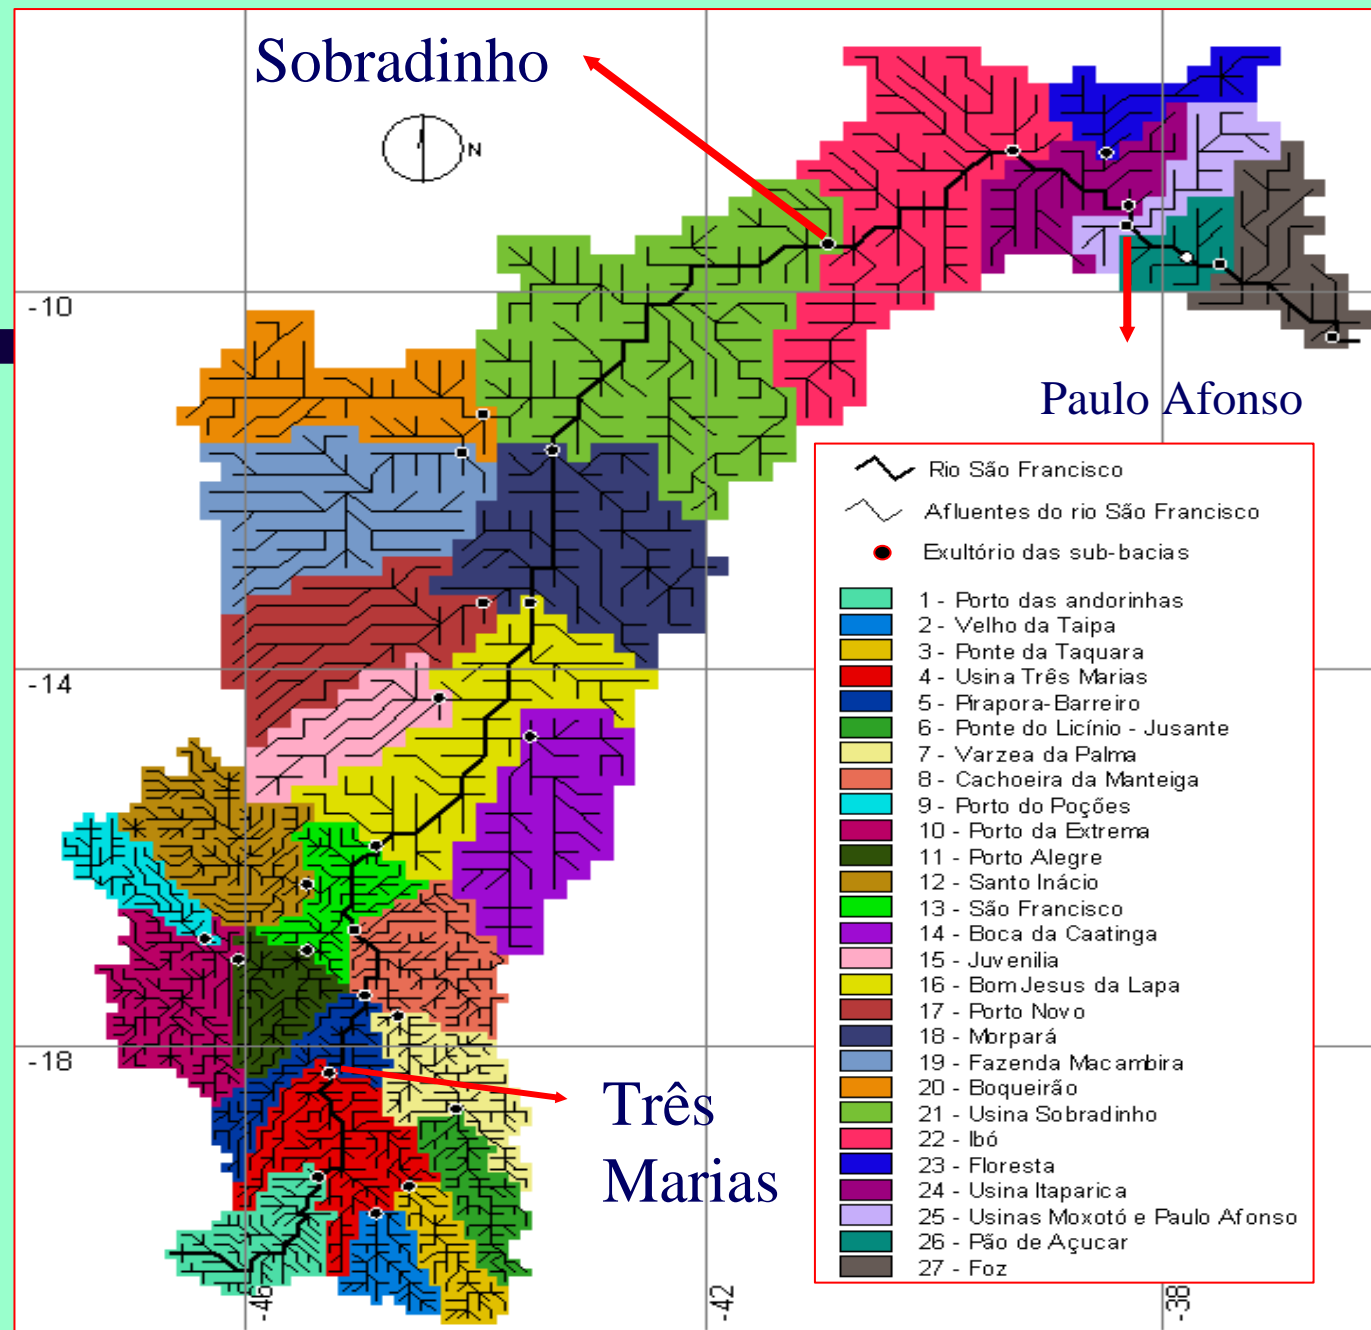 Sobradinho
N
-10
Paulo Afonso
Rio São Francisco
Afluentes do rio São Francisco
Exultório das sub-bacias
1 - Porto das andorinhas
2 - Velho da Taipa
3 - Ponte da Taquara
4 - Usina Três Marias
5 - Pirapora-Barreiro
6 - Ponte do Licínio - Jusante
7 - Varzea da Palma
8 - Cachoeira da Manteiga
9 - Porto do Poções
10 - Porto da Extrema
11 - Porto Alegre
12 - Santo Inácio
13 - São Francisco
14 - Boca da Caatinga
15 - Juvenilia
16 - Bom Jesus da Lapa
17 - Porto Novo
18 - Morpará
19 - Fazenda Macambira
20 - Boqueirão
21 - Usina Sobradinho
22 - Ibó
23 - Floresta
24 - Usina Itaparica
25 - Usinas Moxotó e Paulo Afonso
26 - Pão de Açucar
27 - Foz
-14
-18
Três
Marias
-46
-42
-38